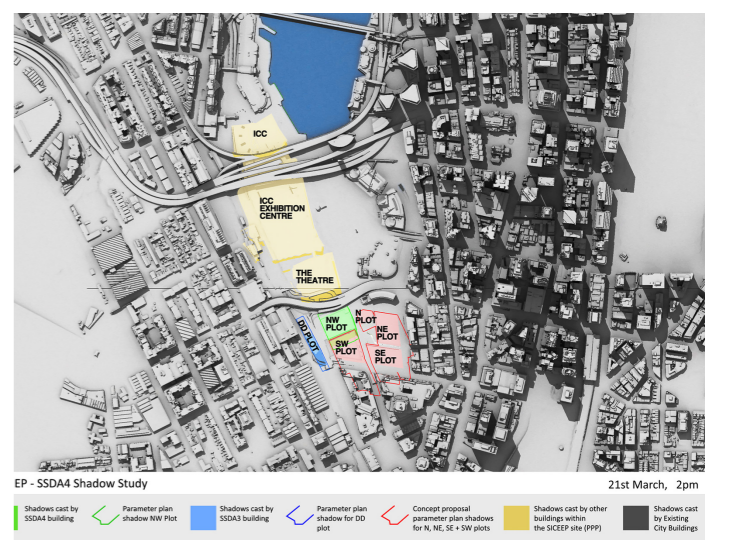 ICC
ICC
EXHIBITION
CENTRE
THE
THEATRE
DD PLOT
NW
PLOT
N
PLOT
NE
PLOT
SW
PLOT
SE
PLOT
EP - SSDA4 Shadow Study
21st March, 2pm
Shadows cast by
SSDA4 building
Parameter plan
shadow NW Plot
Shadows cast by
SSDA3 building
Parameter plan
shadow for DD
plot
Concept proposal
parameter plan shadows
for N, NE, SE + SW plots
Shadows cast by other
buildings within
the SICEEP site (PPP)
Shadows cast
by Existing
City Buildings